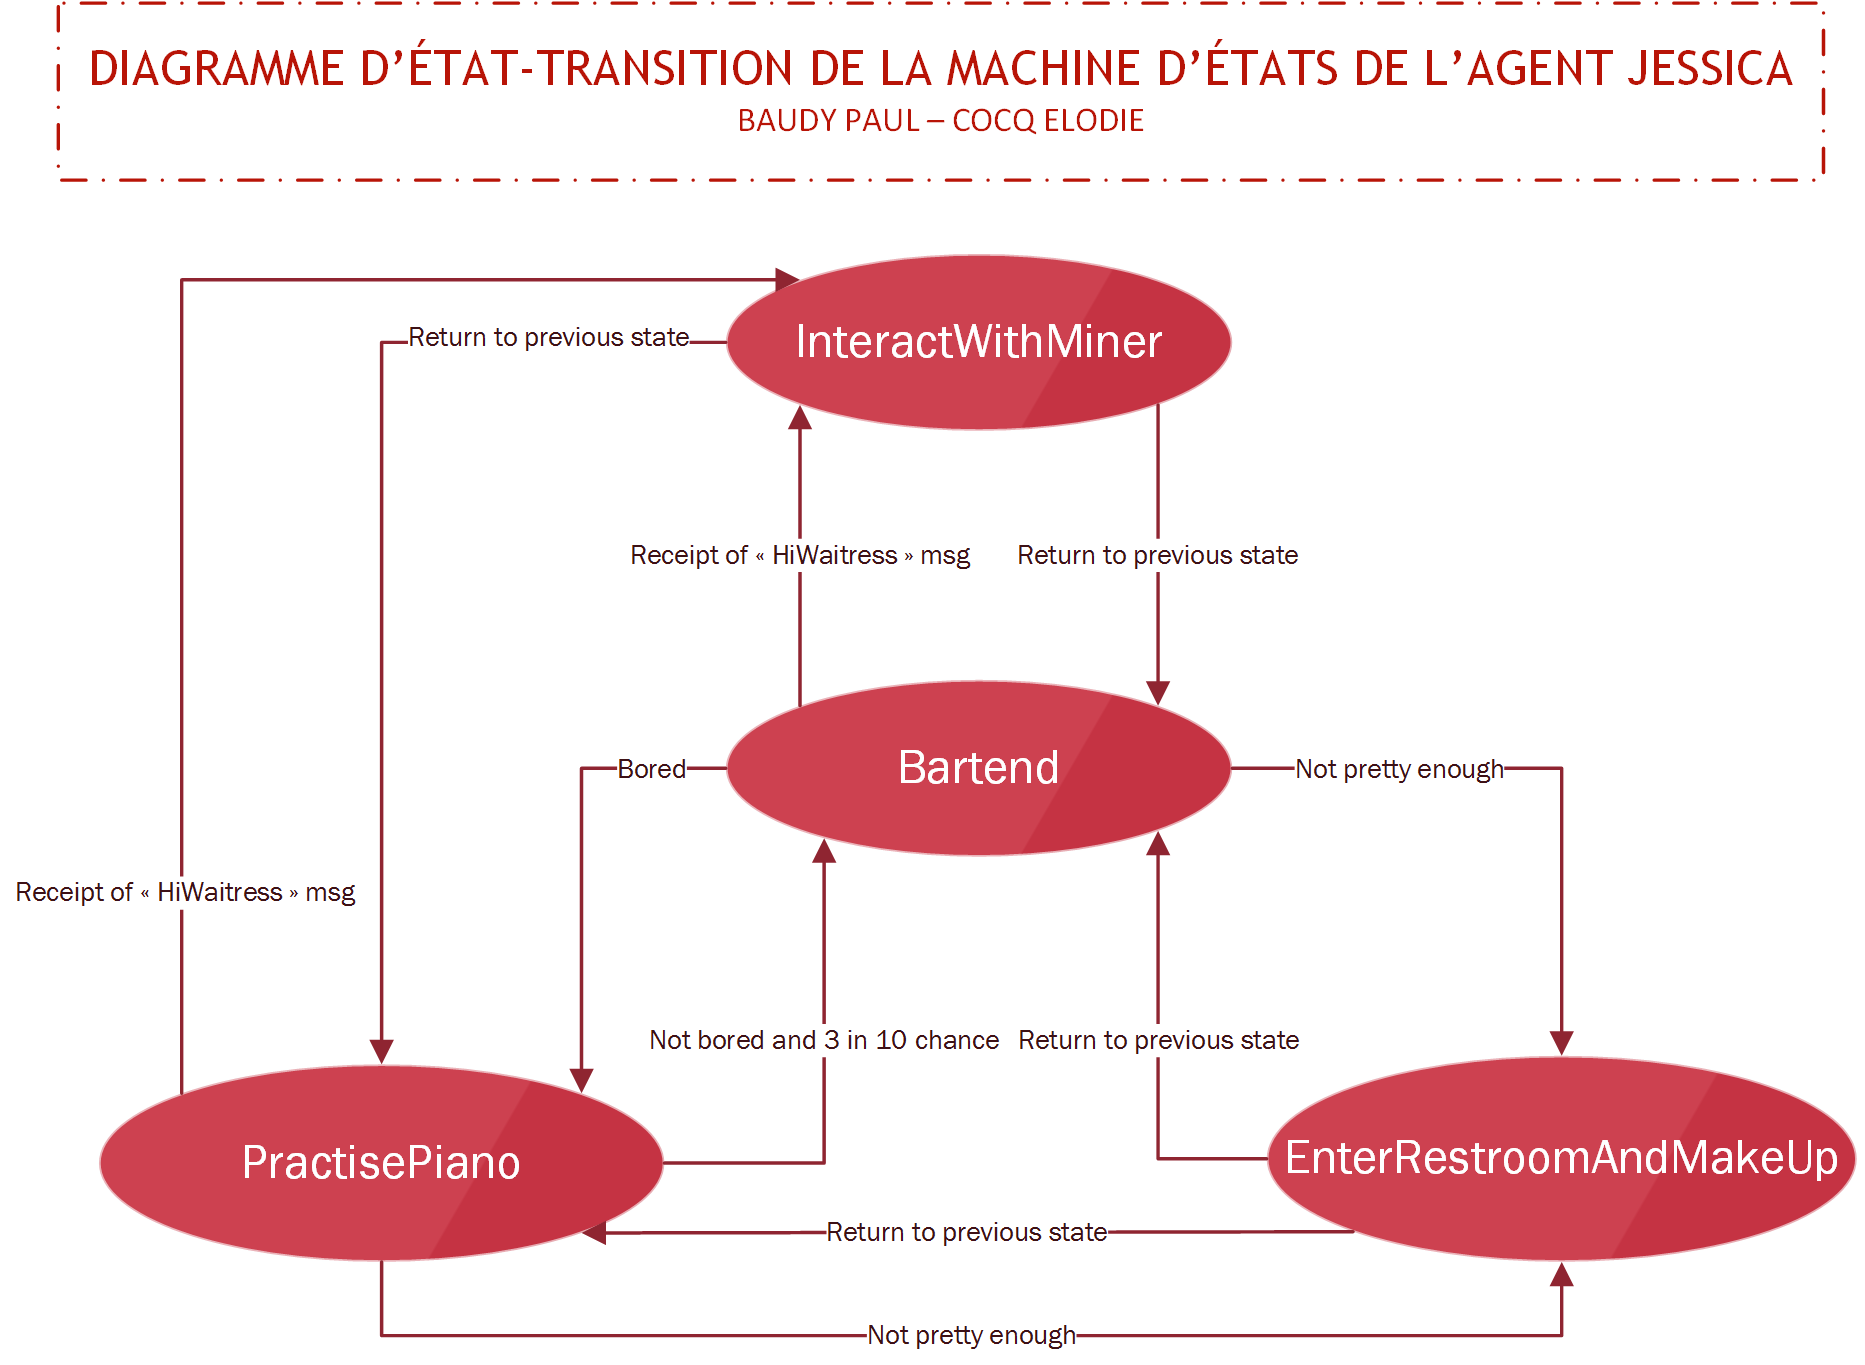 DIAGRAMME D’ÉTAT-TRANSITION DE LA MACHINE D’ÉTATS DE L’AGENT JESSICA
BAUDY PAUL – COCQ ELODIE
InteractWithMiner
Return to previous state
Receipt of « HiWaitress » msg
Return to previous state
Bartend
Bored
Not pretty enough
Receipt of « HiWaitress » msg
Not bored and 3 in 10 chance
Return to previous state
PractisePiano
EnterRestroomAndMakeUp
Return to previous state
Not pretty enough